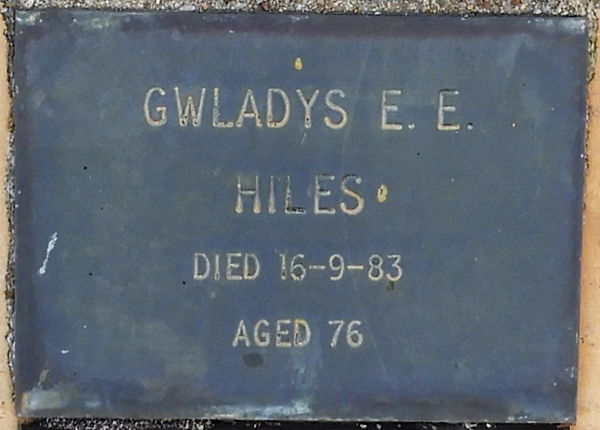 GWLADYS E. E.
HILES
DIED 16-9-83
AGED 76